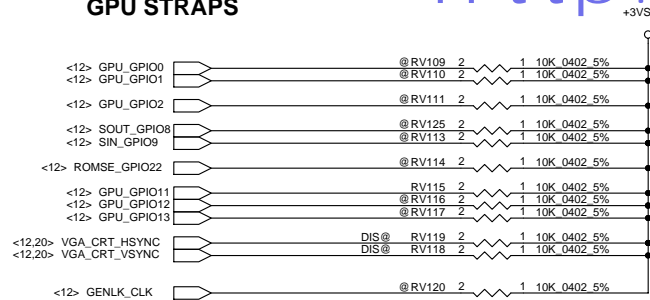 GPU STRAPS
http
+3VS
<12> GPU_GPIO0 @ RV109 2 1 10K_0402_5%
<12> GPU_GPIO1 @ RV110 2 1 10K_0402_5%
<12> GPU_GPIO2 @ RV111 2 1 10K_0402_5%
<12> SOUT_GPIO8 @ RV125 2 1 10K_0402_5%
<12> SIN_GPIO9 @ RV113 2 1 10K_0402_5%
<12> ROMSE_GPIO22 @ RV114 2 1 10K_0402_5%
<12> GPU_GPIO11 RV115 2 1 10K_0402_5%
<12> GPU_GPIO12 @ RV116 2 1 10K_0402_5%
<12> GPU_GPIO13 @ RV117 2 1 10K_0402_5%
<12,20> VGA_CRT_HSYNC DIS@ RV119 2 1 10K_0402_5%
<12,20> VGA_CRT_VSYNC DIS@ RV118 2 1 10K_0402_5%
<12> GENLK_CLK @ RV120 2 1 10K_0402_5%